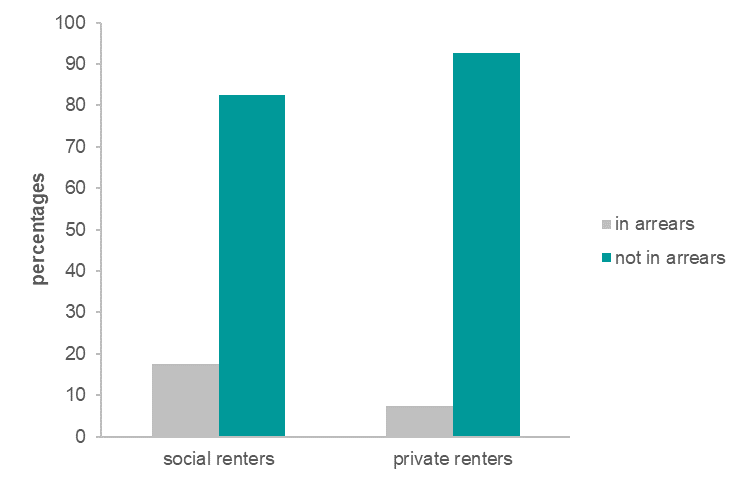 100
90
80
70
60
50
40
30
20
10
0
percentages
social renters
private renters
in arrears
not in arrears